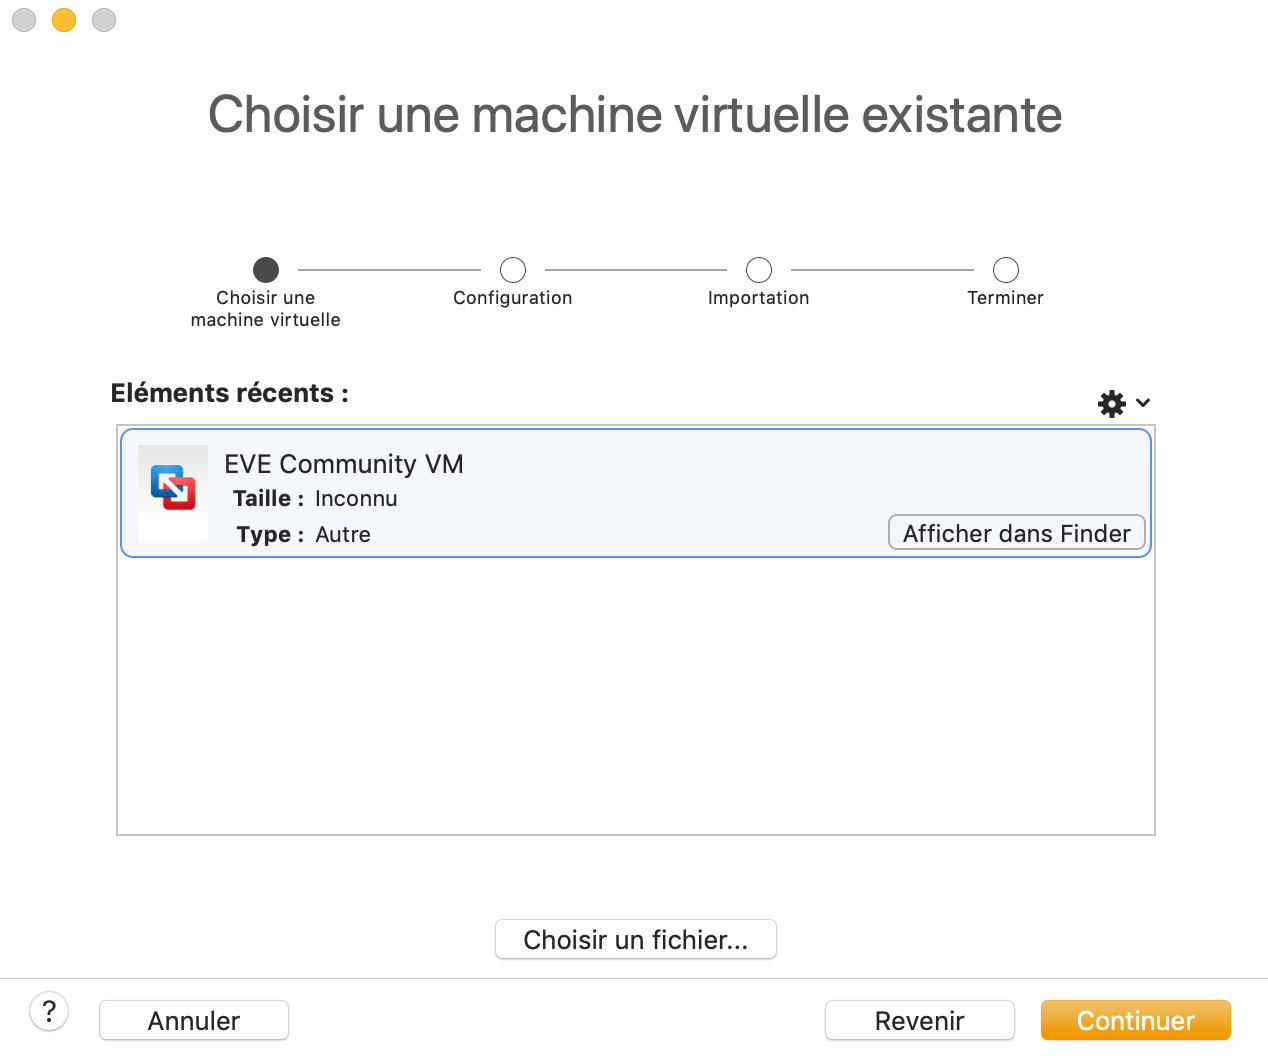 Choisir une machine virtuelle existante
Choisir une
machine virtuelle
Configuration
Importation
Terminer
Eléments récents :
EVE Community VM
Taille : Inconnu
Type : Autre
Afficher dans Finder
Choisir un fichier...
?
Annuler
Revenir
Continuer